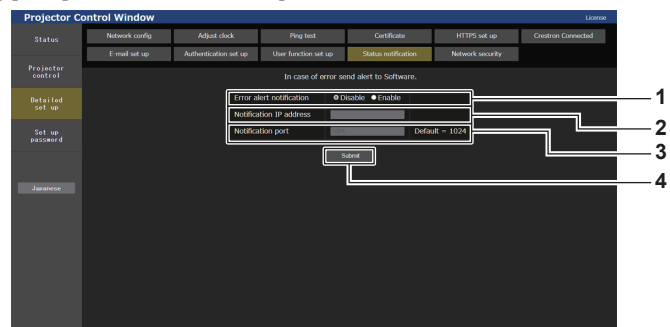 Projector Control Window
License
Status
Network config
Adjust clock
Ping test
Certificate
HTTPS set up
Crestron Connected
E-mail set up
Authentication set up
User function set up
Status notification
Network security
Projector
control
Detailed
set up
Set up
password
Japanese
In case of error send alert to Software.
Error alert notification
Disable
Enable
Notification IP address
Notification port
Default = 1024
Submit
1
2
3
4